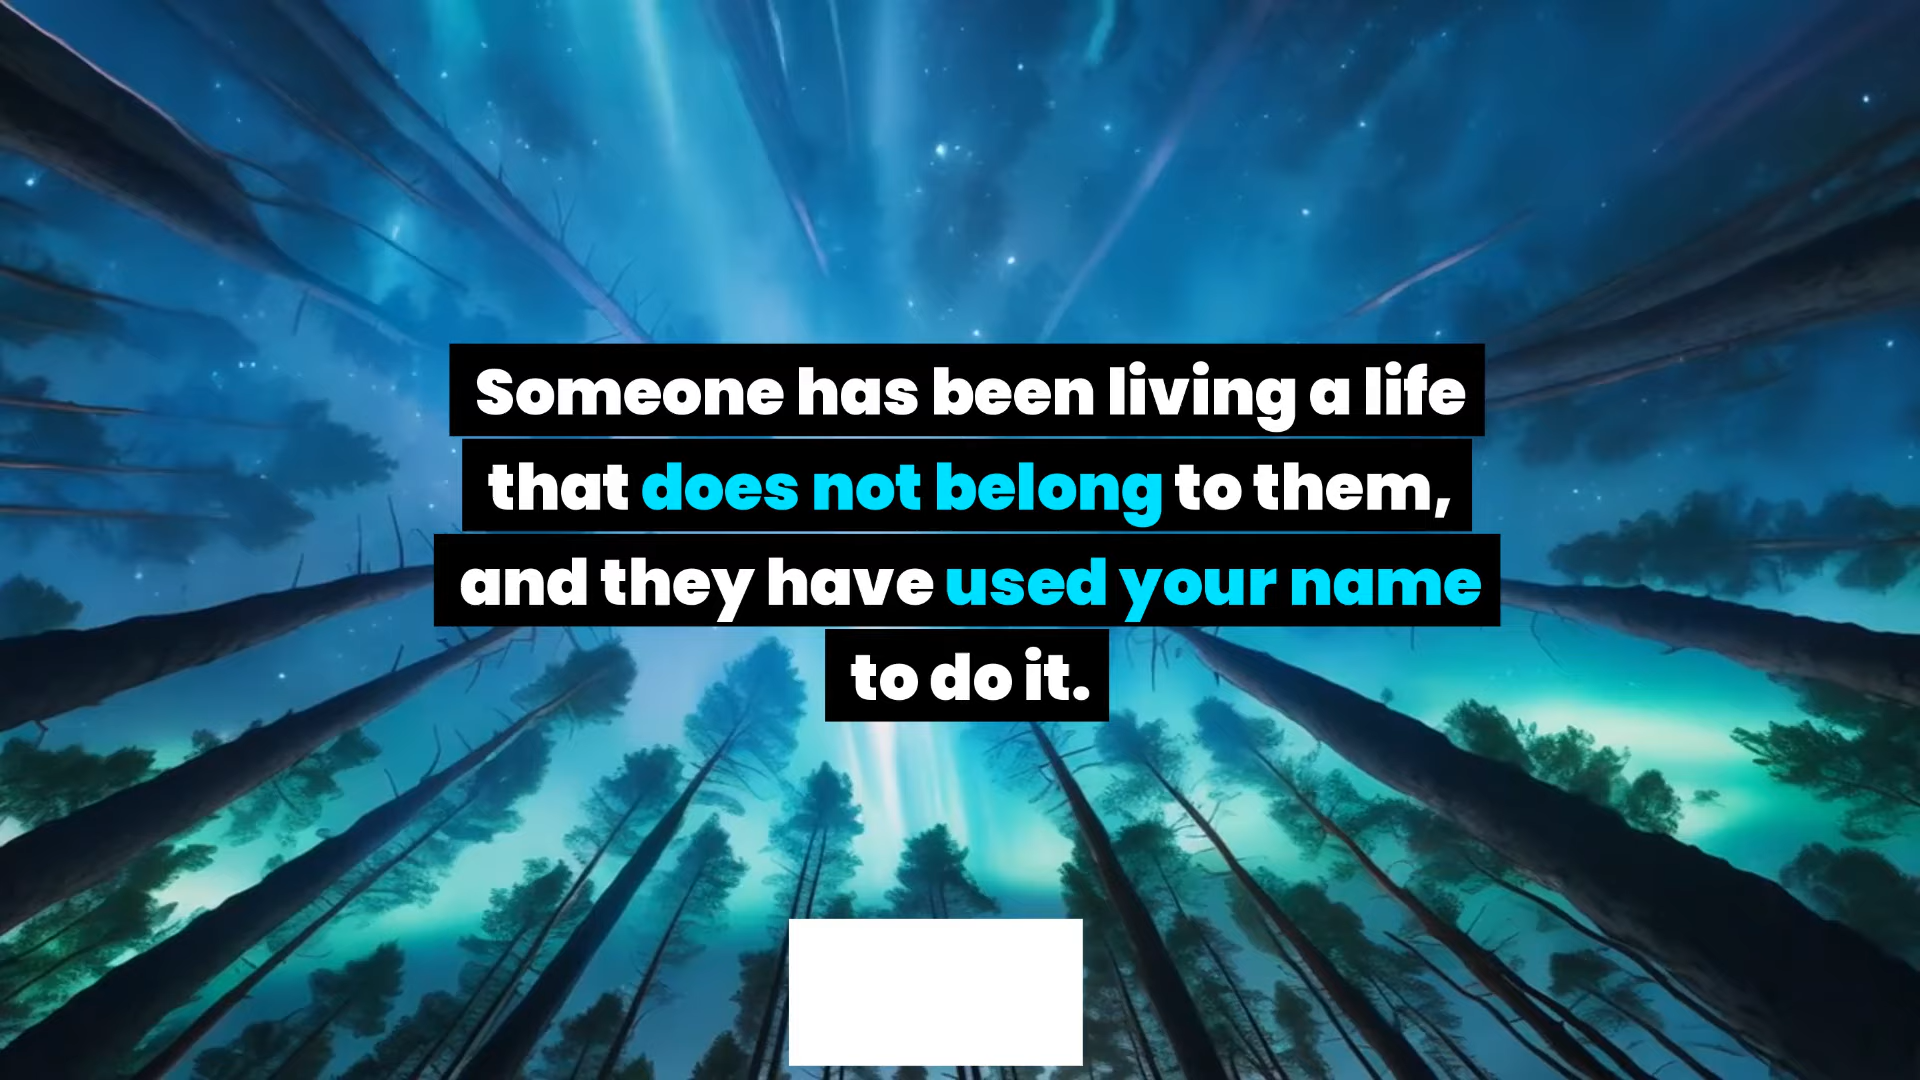 Someone has been living a life
that does not belong to them,
and they have used your name
to do it.